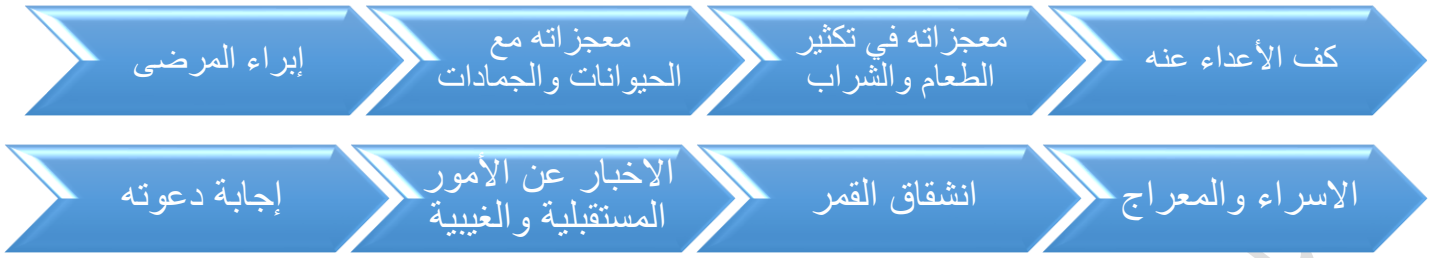 كف الأعداء عنه
معجزاته في تكثير
الطعام والشراب
معجزاته مع
الحيوانات والجمادات
إبراء المرضى
الاسراء والمعراج
انشقاق القمر
الاخبار عن الأمور
المستقبلية والغيبية
إجابة دعوته